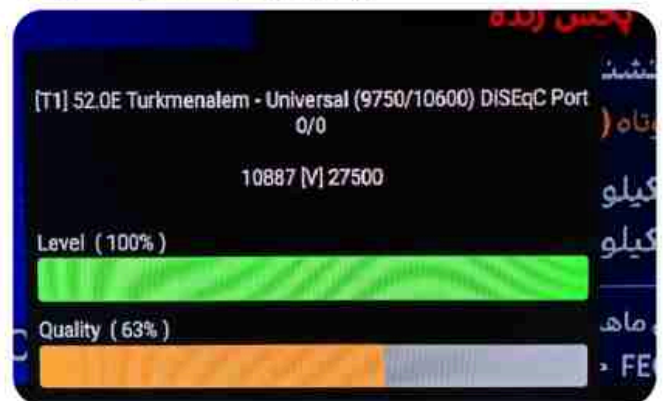 پخش زنده
[T1] 52.0E Turkmenalem - Universal (9750/10600) DISEqC Port
0/0
10887 [V] 27500
Level ( 100% )
کیلو
کیلو
Quality ( 63% )
FEC